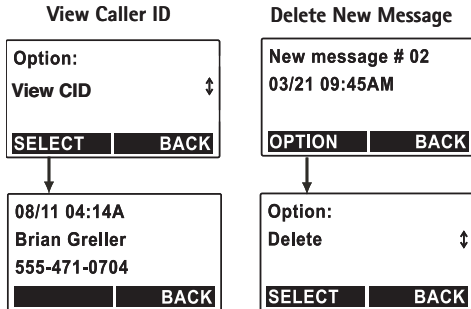 View Caller ID
Option:
View CID
SELECT BACK
08/11 04:14A
Brian Greller
555-471-0704
BACK
Delete New Message
New message # 02
03/21 09:45AM
OPTION BACK
Option:
Delete
SELECT BACK